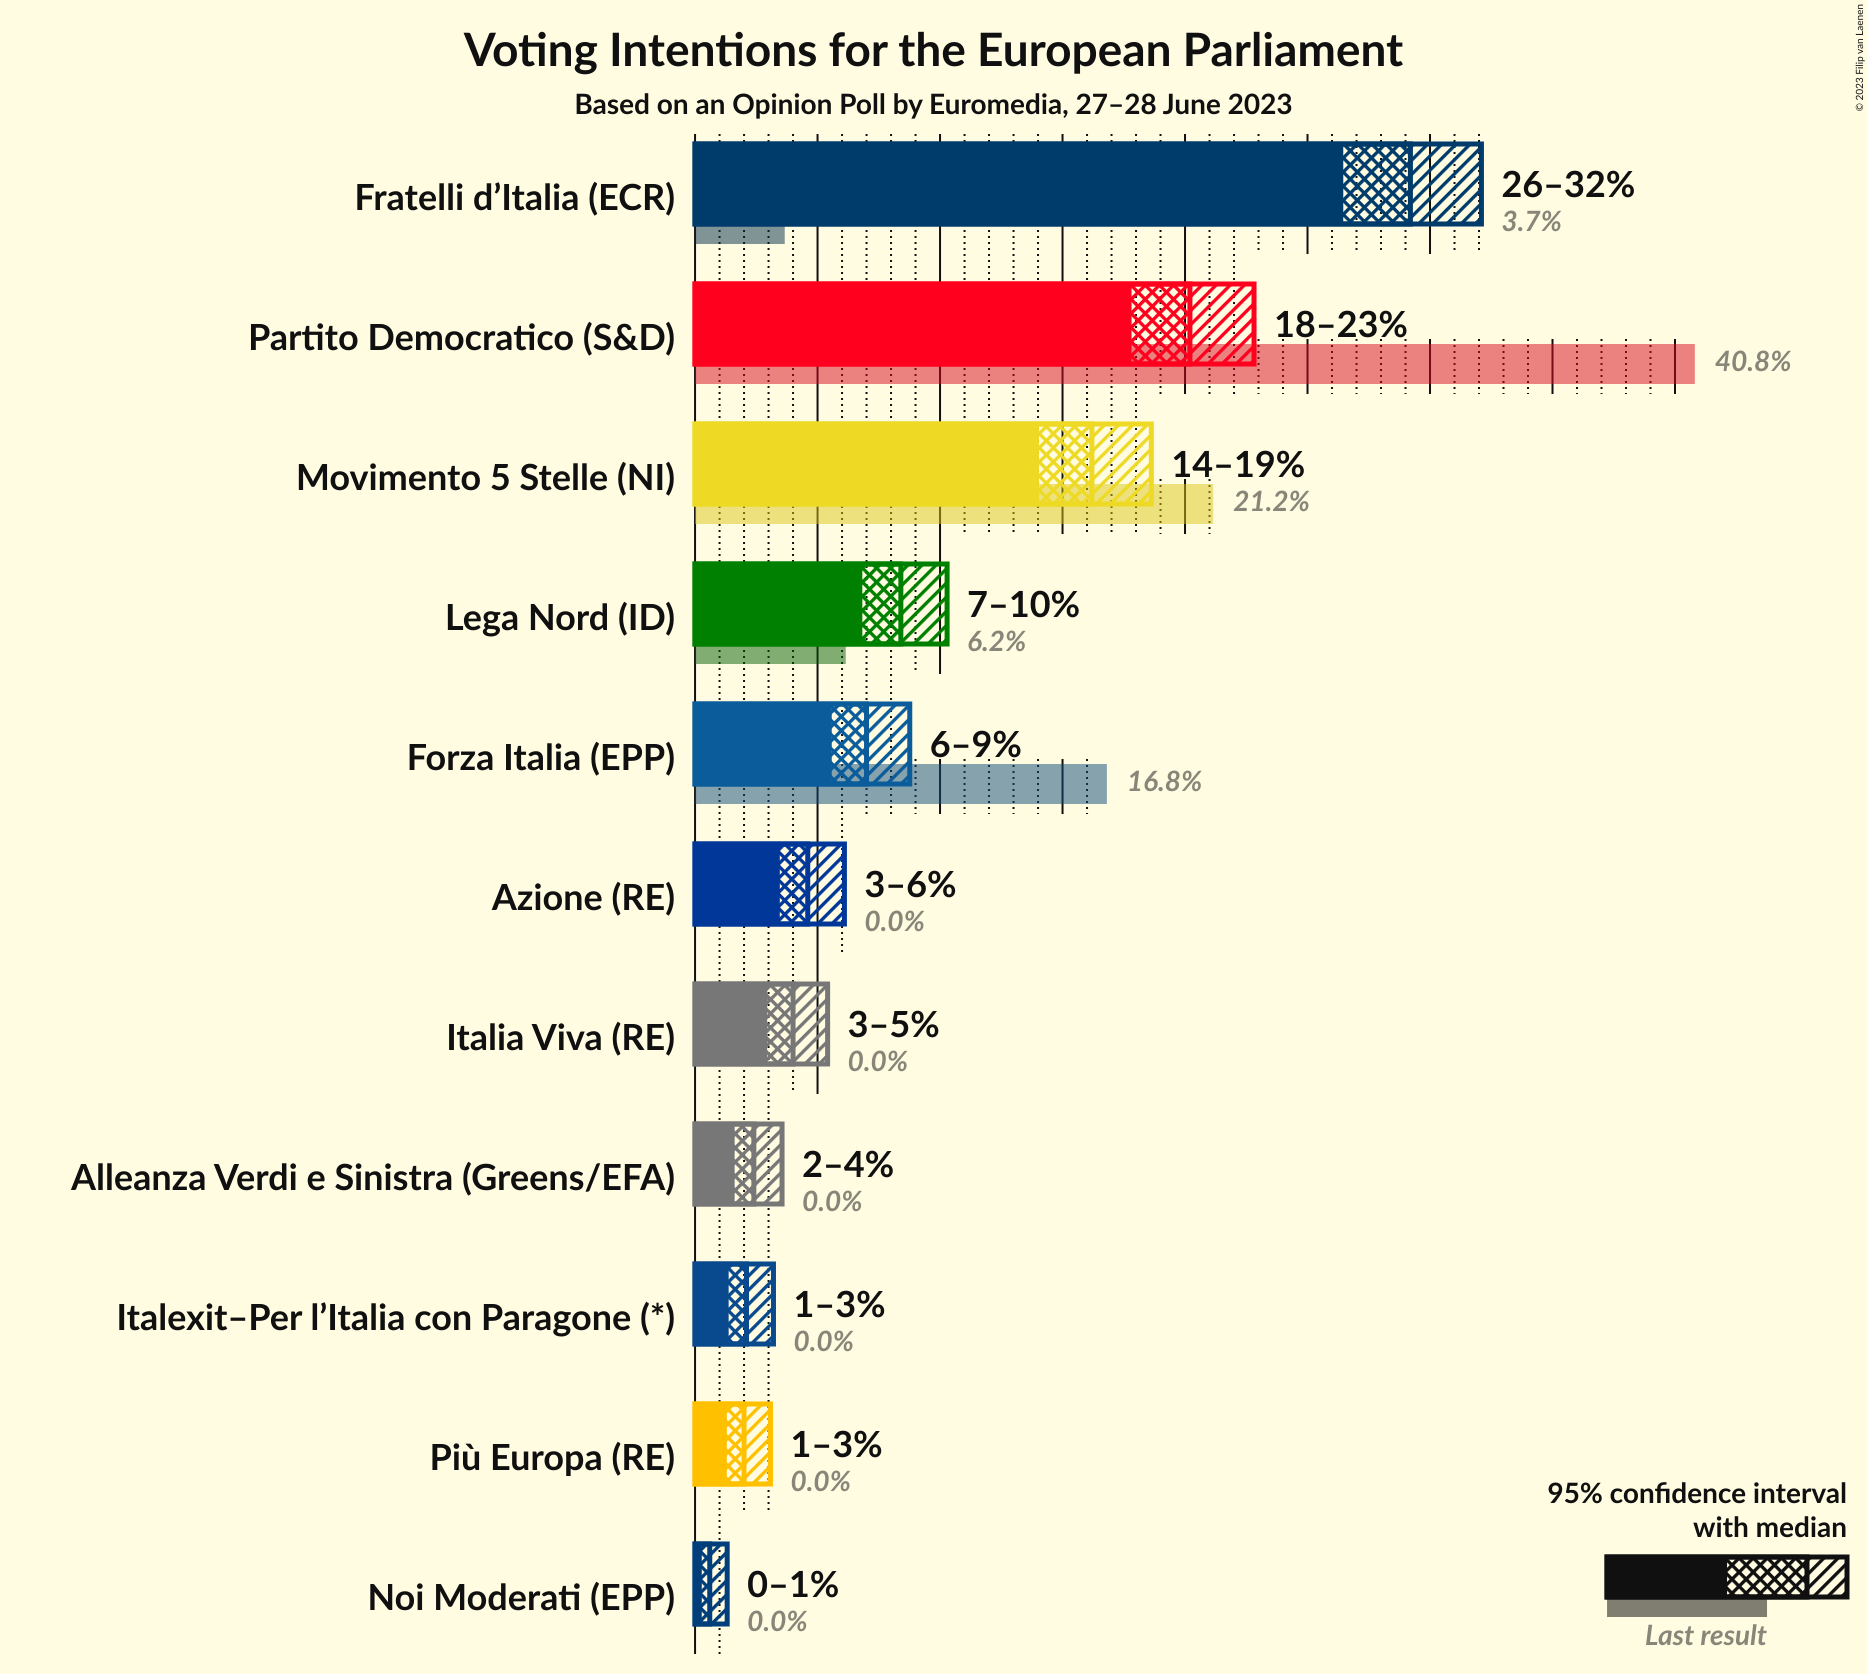 Voting Intentions for the European Parliament
Based on an Opinion Poll by Euromedia, 27–28 June 2023
© 2023 Filip van Laenen
Fratelli d’Italia (ECR)
26–32%
3.7%
Partito Democratico (S&D)
18–23%
40.8%
Movimento 5 Stelle (NI)
14–19%
21.2%
Lega Nord (ID)
7–10%
6.2%
Forza Italia (EPP)
6–9%
16.8%
Azione (RE)
3–6%
0.0%
Italia Viva (RE)
3–5%
0.0%
Alleanza Verdi e Sinistra (Greens/EFA)
2–4%
0.0%
Italexit–Per l’Italia con Paragone (*)
1–3%
0.0%
Più Europa (RE)
1–3%
0.0%
Noi Moderati (EPP)
0–1%
0.0%
95% confidence interval
with median
Last result